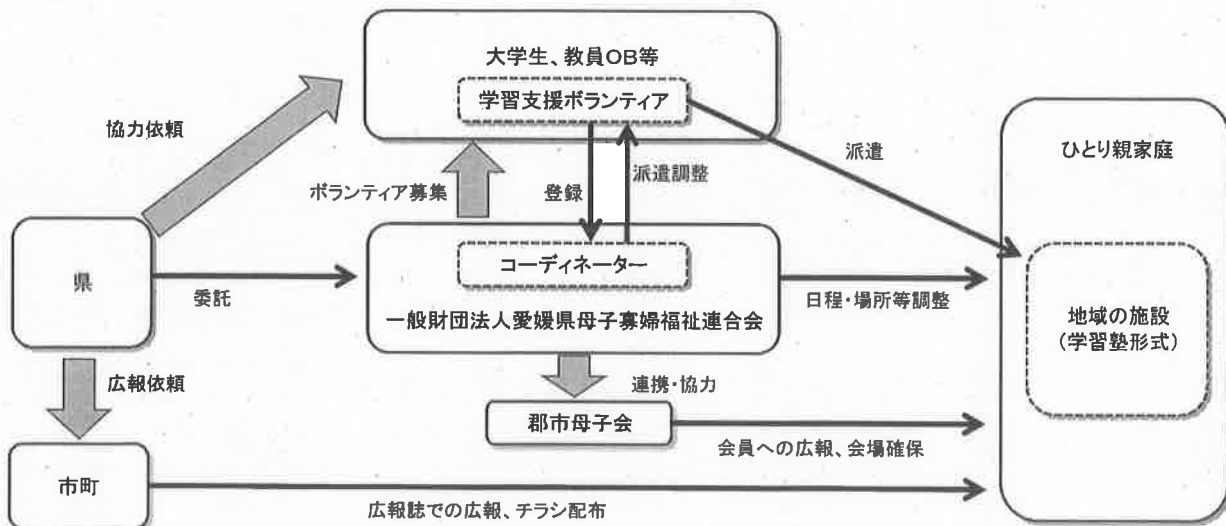 大学生、教員OB等
学習支援ボランティア
協力依頼
派遣
ひとり親家庭
ボランティア募集
登録
派遣調整
県
委託
コーディネーター
一般財団法人愛媛県母子寡婦福祉連合会
日程・場所等調整
地域の施設
(学習塾形式)
広報依頼
連携・協力
郡市母子会
会員への広報、会場確保
市町
広報誌での広報、チラシ配布